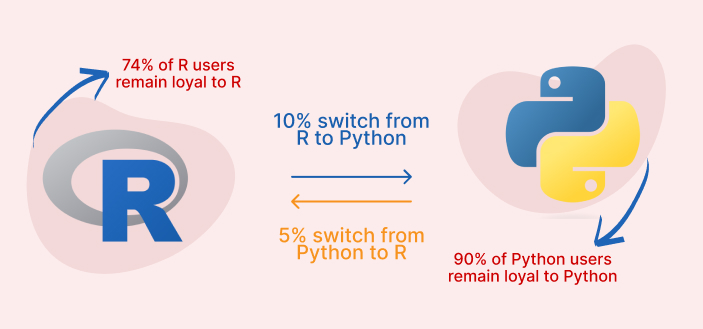 74% of R users
remain loyal to R
10% switch from
R to Python
5% switch from
Python to R
R
90% of Python users
remain loyal to Python